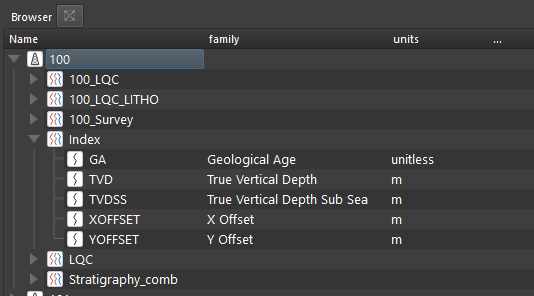 Browser
Name family units ...
100
100_LQC
100_LQC_LITHO
100_Survey
Index
GA Geological Age unitless
TVD True Vertical Depth m
TVDSS True Vertical Depth Sub Sea m
XOFFSET X Offset m
YOFFSET Y Offset m
LQC
Stratigraphy_comb